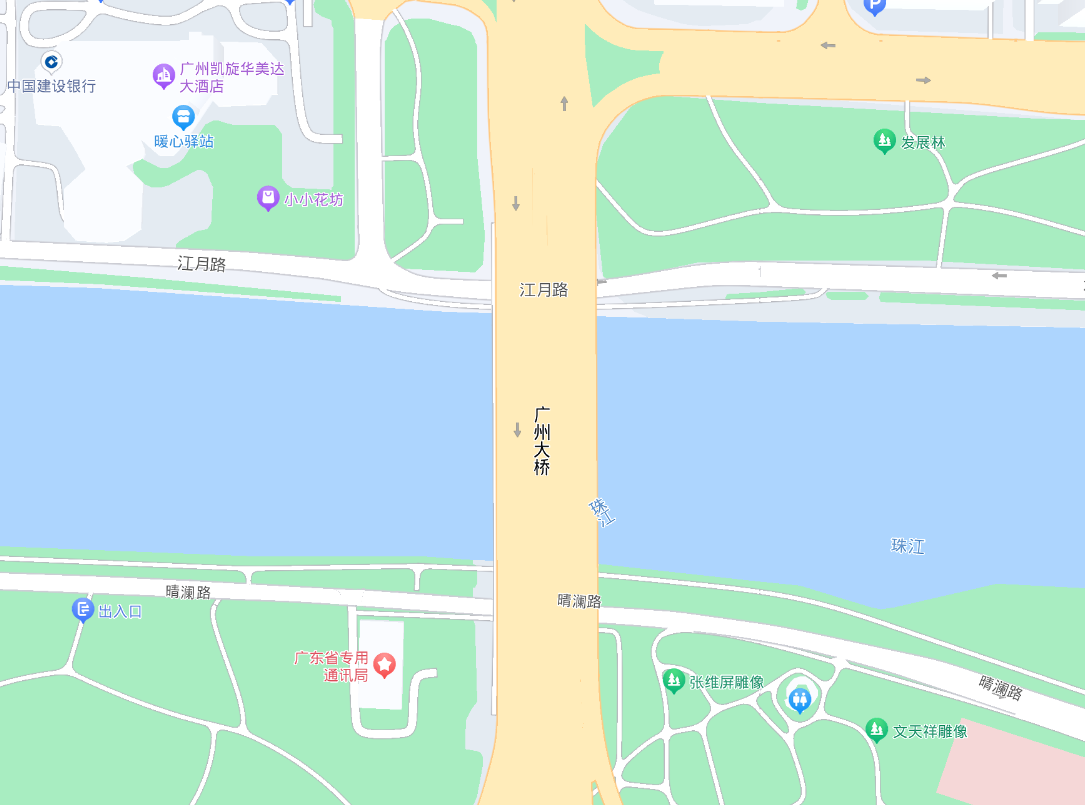 P
中国建设银行
广州凯旋华美达
大酒店
暖心驿站
发展林
小小花坊
江月路
江月路
广州大桥
珠江
珠江
晴澜路
晴澜路
出入口
广东省专用
通讯局
张维屏雕像
晴澜路
文天祥雕像